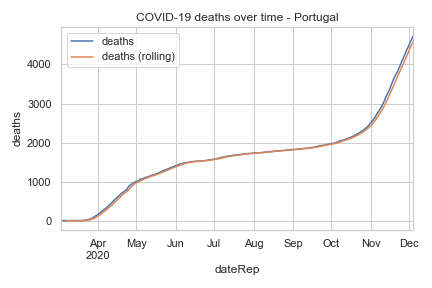 COVID-19 deaths over time - Portugal
deaths
deaths (rolling)
4000
3000
2000
1000
0
deaths
Apr May Jun Jul Aug Sep Oct Nov Dec
2020
dateRep